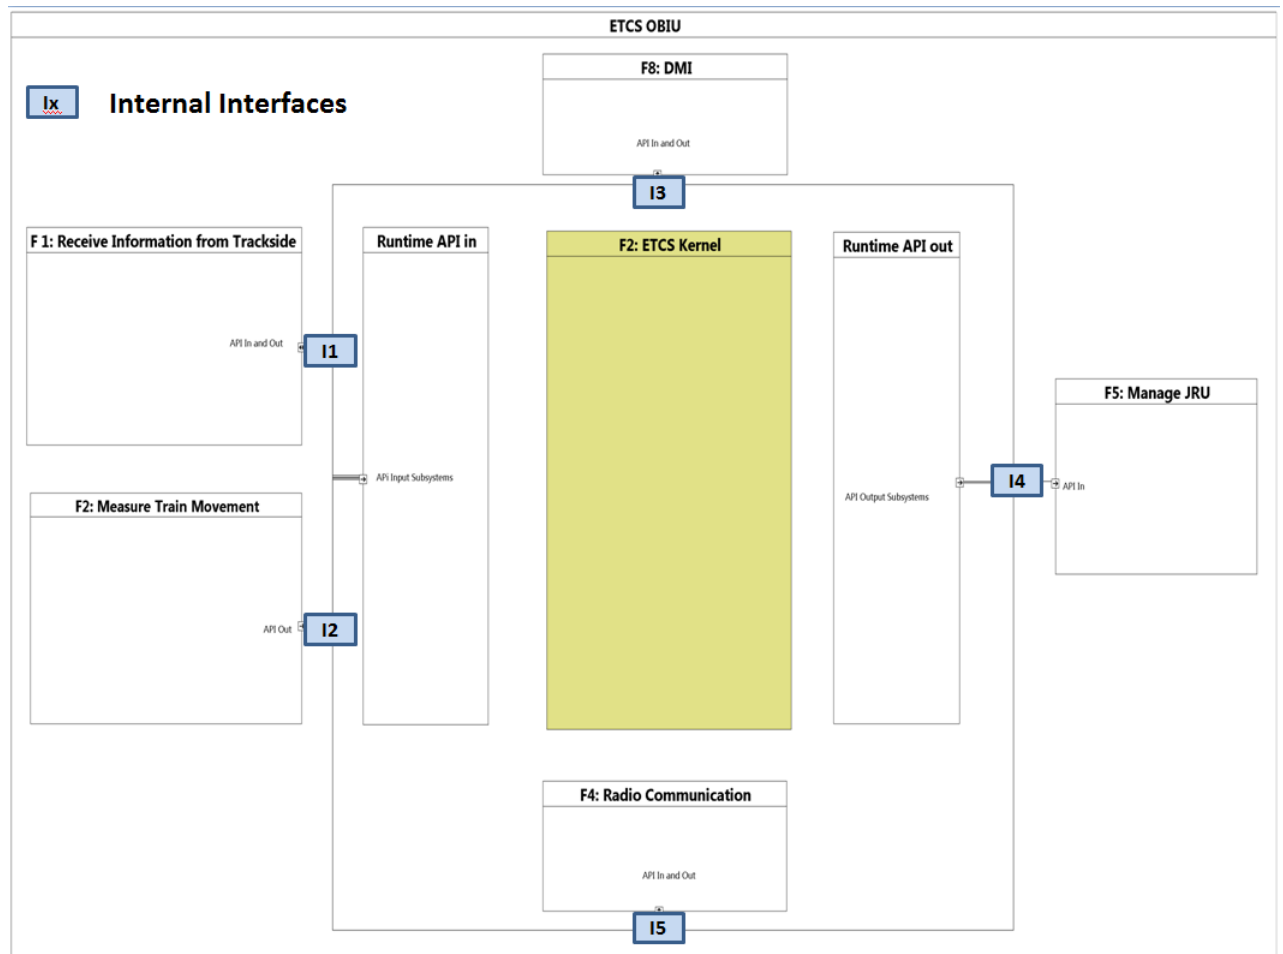 ETCS OBIU
F8: DMI
Ix Internal Interfaces
API In and Out
I3
F 1: Receive Information from Trackside
Runtime API in
F2: ETCS Kernel
Runtime API out
API In and Out
I1
F5: Manage JRU
APi Input Subsystems
I4
API In
API Output Subsystems
F2: Measure Train Movement
API Out
I2
F4: Radio Communication
API In and Out
I5